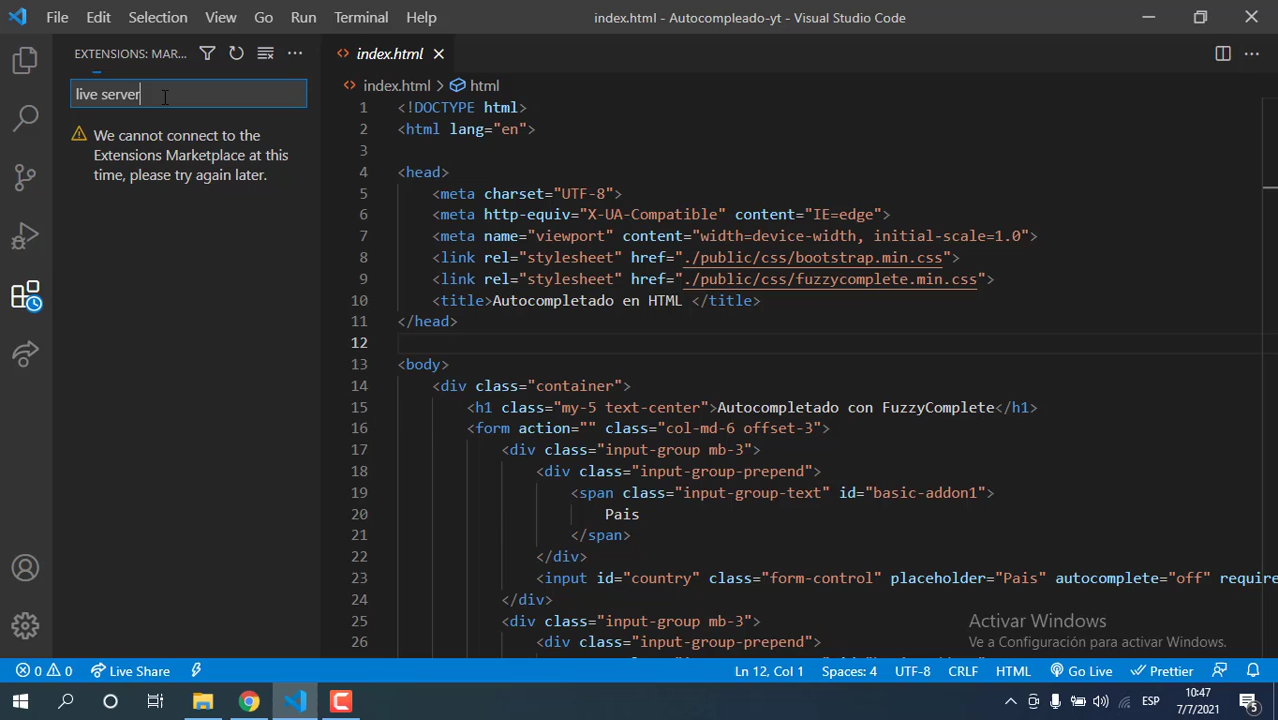 File Edit Selection View Go Run Terminal Help index.html - Autocompleado-yt - Visual Studio Code
EXTENSIONS: MAR...
live server
We cannot connect to the
Extensions Marketplace at this
time, please try again later.
index.html
index.html > html
1 <!DOCTYPE html>
2 <html lang="en">
3
4 <head>
5 <meta charset="UTF-8">
6 <meta http-equiv="X-UA-Compatible" content="IE=edge">
7 <meta name="viewport" content="width=device-width, initial-scale=1.0">
8 <link rel="stylesheet" href="./public/css/bootstrap.min.css">
9 <link rel="stylesheet" href="./public/css/fuzzycomplete.min.css">
10 <title>Autocompletado en HTML </title>
11 </head>
12
13 <body>
14 <div class="container">
15 <h1 class="my-5 text-center">Autocompletado con FuzzyComplete</h1>
16 <form action="" class="col-md-6 offset-3">
17 <div class="input-group mb-3">
18 <div class="input-group-prepend">
19 <span class="input-group-text" id="basic-addon1">
20 Pais
21 </span>
22 </div>
23 <input id="country" class="form-control" placeholder="Pais" autocomplete="off" require
24 </div>
25 <div class="input-group mb-3">
26 <div class="input-group-prepend">
Activar Windows
Ve a Configuración para activar Windows.
0 0 Live Share Ln 12, Col 1 Spaces: 4 UTF-8 CRLF HTML Go Live Prettier
ESP 10:47
7/7/2021 5